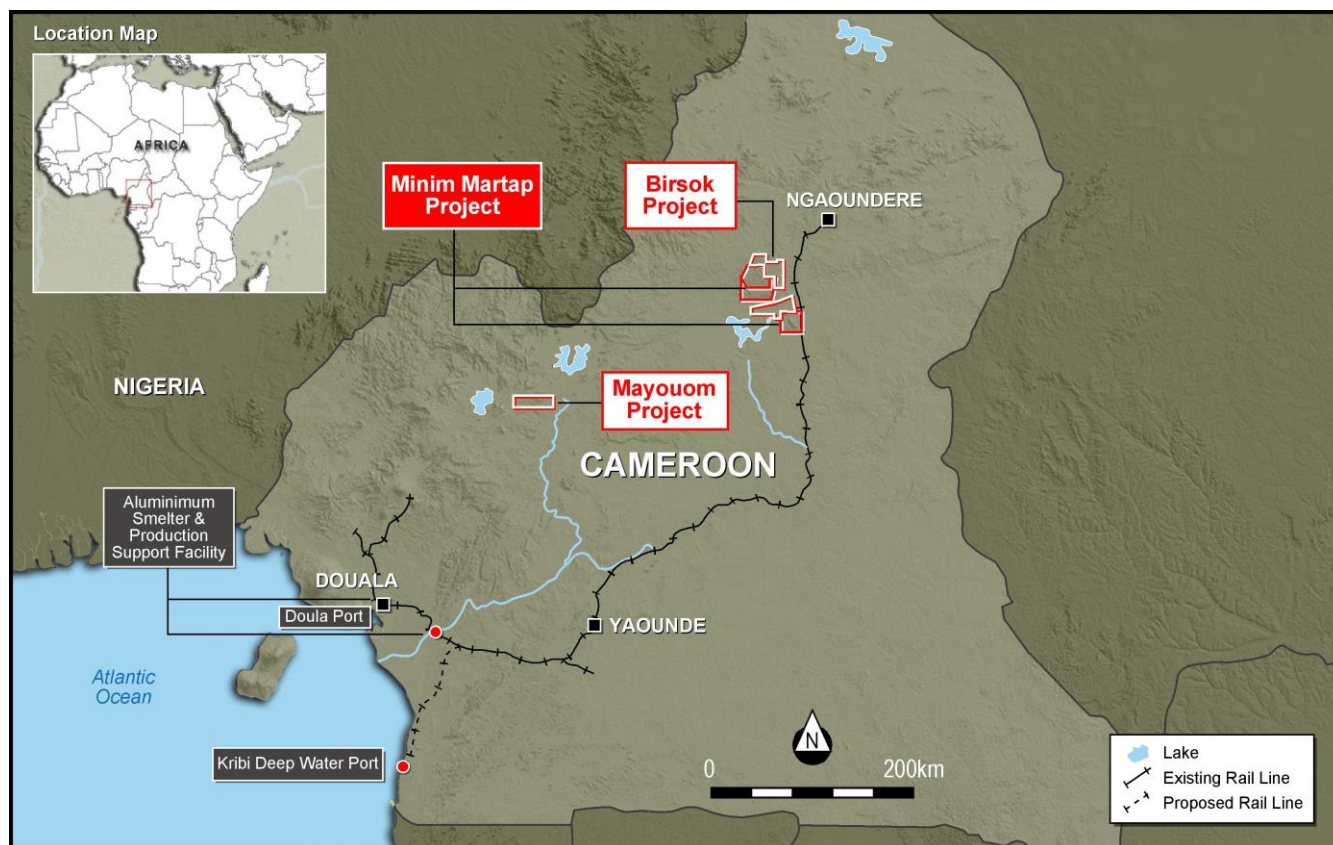 Location Map
AFRICA
Minim Martap
Project
Birsok
Project
NGAOUNDERE
NIGERIA
Mayouom
Project
CAMEROON
Aluminimum
Smelter &
Production
Support Facility
DOUALA
Doula Port
YAOUNDE
Atlantic
Ocean
Kribi Deep Water Port
N
0 200km
Lake
Existing Rail Line
Proposed Rail Line